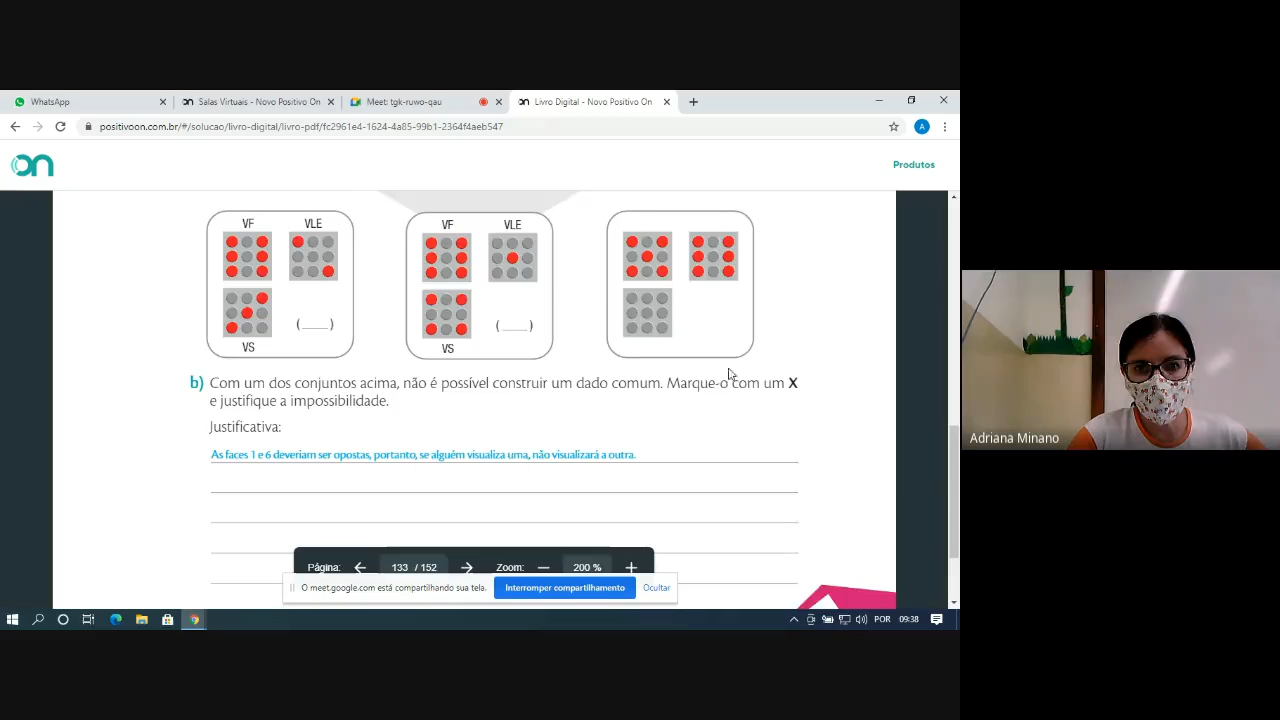 WhatsApp
Salas Virtuais - Novo Positivo On
Meet: tgk-ruwo-qau
Livro Digital - Novo Positivo On
positivoon.com.br/#/solucao/livro-digital/livro-pdf/fc2961e4-1624-4a85-99b1-2364f4aeb547
A
on
Produtos
VF VLE
VF VLE
(___)
(___)
VS
VS
b) Com um dos conjuntos acima, não é possível construir um dado comum. Marque-o com um X
e justifique a impossibilidade.
Justificativa:
As faces 1 e 6 deveriam ser opostas, portanto, se alguém visualiza uma, não visualizará a outra.
Página: 133 / 152 Zoom: 200 %
O meet.google.com está compartilhando sua tela. Interromper compartilhamento Ocultar
POR 09:38
Adriana Minano